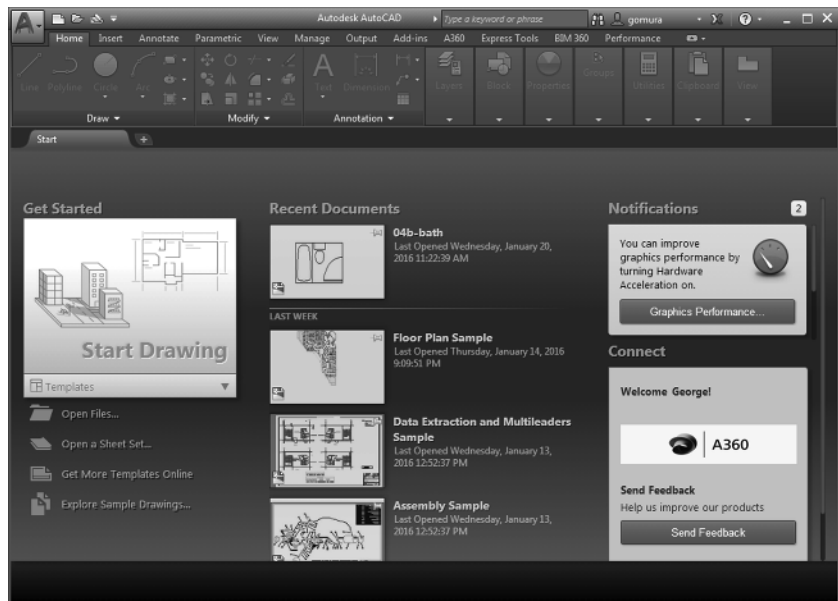 A
Autodesk AutoCAD
Type a keyword or phrase
gomura
Home Insert Annotate Parametric View Manage Output Add-ins A360 Express Tools BIM 360 Performance
Line Polyline Circle Arc Text Dimension Layers Block Properties Groups Utilities Clipboard View
Draw Modify Annotation
Start
Get Started
Start Drawing
Templates
Open Files...
Open a Sheet Set...
Get More Templates Online
Explore Sample Drawings...
Recent Documents
04b-bath
Last Opened Wednesday, January 20,
2016 11:22:39 AM
LAST WEEK
Floor Plan Sample
Last Opened Thursday, January 14, 2016
9:09:51 PM
Data Extraction and Multileaders
Sample
Last Opened Wednesday, January 13,
2016 12:52:37 PM
Assembly Sample
Last Opened Wednesday, January 13,
2016 12:52:37 PM
Notifications
2
You can improve
graphics performance by
turning Hardware
Acceleration on.
Graphics Performance...
Connect
Welcome George!
A360
Send Feedback
Help us improve our products
Send Feedback